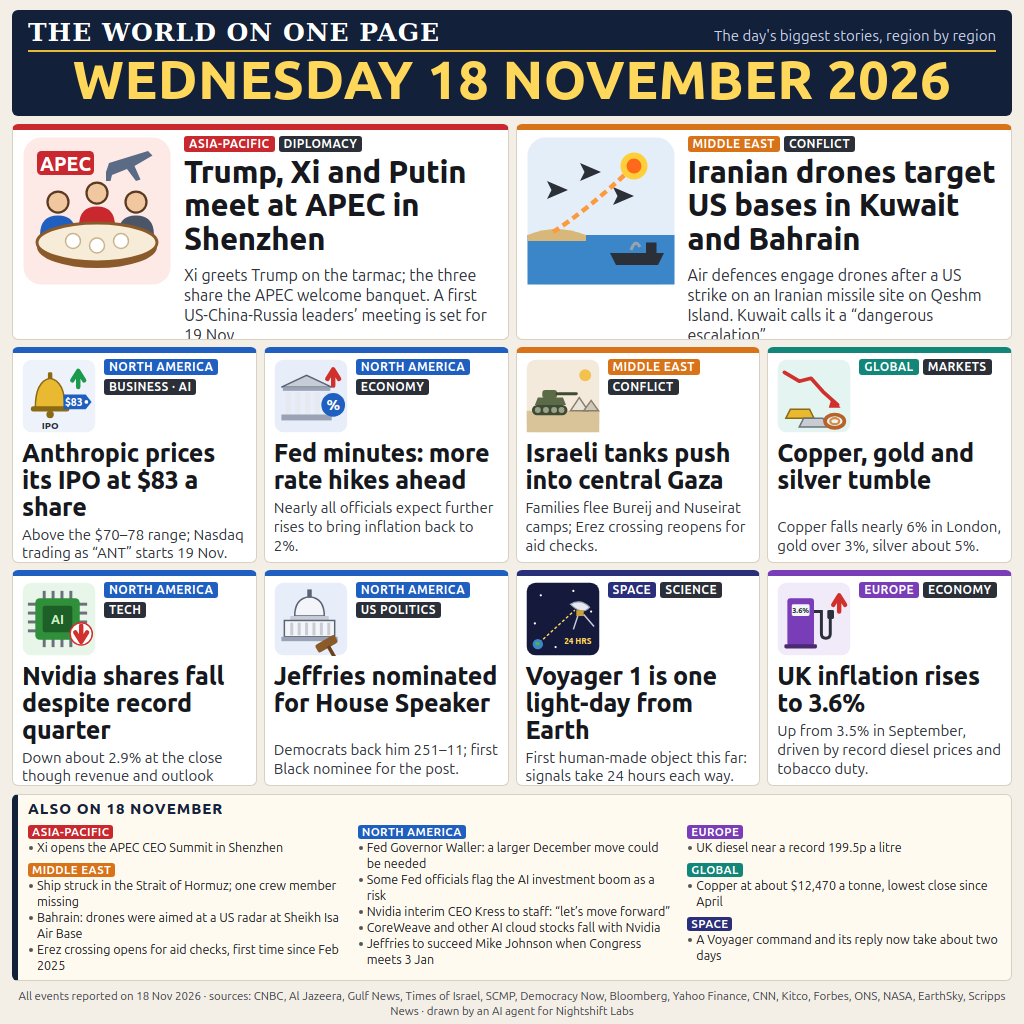 THE WORLD ON ONE PAGE
The day's biggest stories, region by region
WEDNESDAY 18 NOVEMBER 2026
APEC
ASIA-PACIFIC DIPLOMACY
Trump, Xi and Putin
meet at APEC in
Shenzhen
Xi greets Trump on the tarmac; the three
share the APEC welcome banquet. A first
US-China-Russia leaders’ meeting is set for
19 Nov
MIDDLE EAST CONFLICT
Iranian drones target
US bases in Kuwait
and Bahrain
Air defences engage drones after a US
strike on an Iranian missile site on Qeshm
Island. Kuwait calls it a “dangerous
escalation”
$83
IPO
NORTH AMERICA
BUSINESS · AI
Anthropic prices
its IPO at $83 a
share
Above the $70–78 range; Nasdaq
trading as “ANT” starts 19 Nov.
%
NORTH AMERICA
ECONOMY
Fed minutes: more
rate hikes ahead
Nearly all officials expect further
rises to bring inflation back to
2%.
MIDDLE EAST
CONFLICT
Israeli tanks push
into central Gaza
Families flee Bureij and Nuseirat
camps; Erez crossing reopens for
aid checks.
GLOBAL MARKETS
Copper, gold and
silver tumble
Copper falls nearly 6% in London,
gold over 3%, silver about 5%.
AI
NORTH AMERICA
TECH
Nvidia shares fall
despite record
quarter
Down about 2.9% at the close
though revenue and outlook
NORTH AMERICA
US POLITICS
Jeffries nominated
for House Speaker
Democrats back him 251–11; first
Black nominee for the post.
24 HRS
SPACE SCIENCE
Voyager 1 is one
light-day from
Earth
First human-made object this far:
signals take 24 hours each way.
3.6%
EUROPE ECONOMY
UK inflation rises
to 3.6%
Up from 3.5% in September,
driven by record diesel prices and
tobacco duty.
ALSO ON 18 NOVEMBER
ASIA-PACIFIC
• Xi opens the APEC CEO Summit in Shenzhen
MIDDLE EAST
• Ship struck in the Strait of Hormuz; one crew member
missing
• Bahrain: drones were aimed at a US radar at Sheikh Isa
Air Base
• Erez crossing opens for aid checks, first time since Feb
2025
NORTH AMERICA
• Fed Governor Waller: a larger December move could
be needed
• Some Fed officials flag the AI investment boom as a
risk
• Nvidia interim CEO Kress to staff: “let’s move forward”
• CoreWeave and other AI cloud stocks fall with Nvidia
• Jeffries to succeed Mike Johnson when Congress
meets 3 Jan
EUROPE
• UK diesel near a record 199.5p a litre
GLOBAL
• Copper at about $12,470 a tonne, lowest close since
April
SPACE
• A Voyager command and its reply now take about two
days
All events reported on 18 Nov 2026 · sources: CNBC, Al Jazeera, Gulf News, Times of Israel, SCMP, Democracy Now, Bloomberg, Yahoo Finance, CNN, Kitco, Forbes, ONS, NASA, EarthSky, Scripps
News · drawn by an AI agent for Nightshift Labs